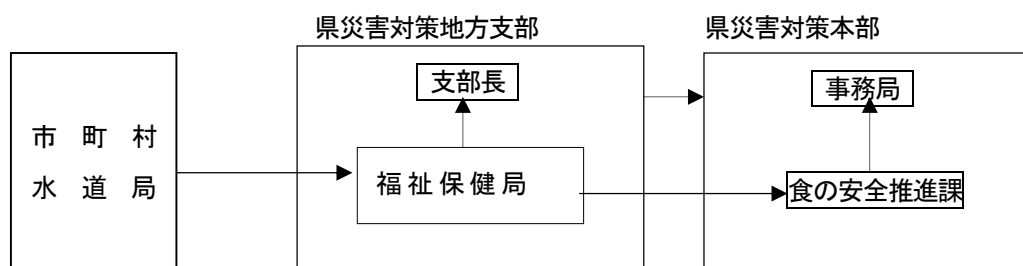 県災害対策地方支部
県災害対策本部
支部長
事務局
市町村
水道局
福祉保健局
食の安全推進課